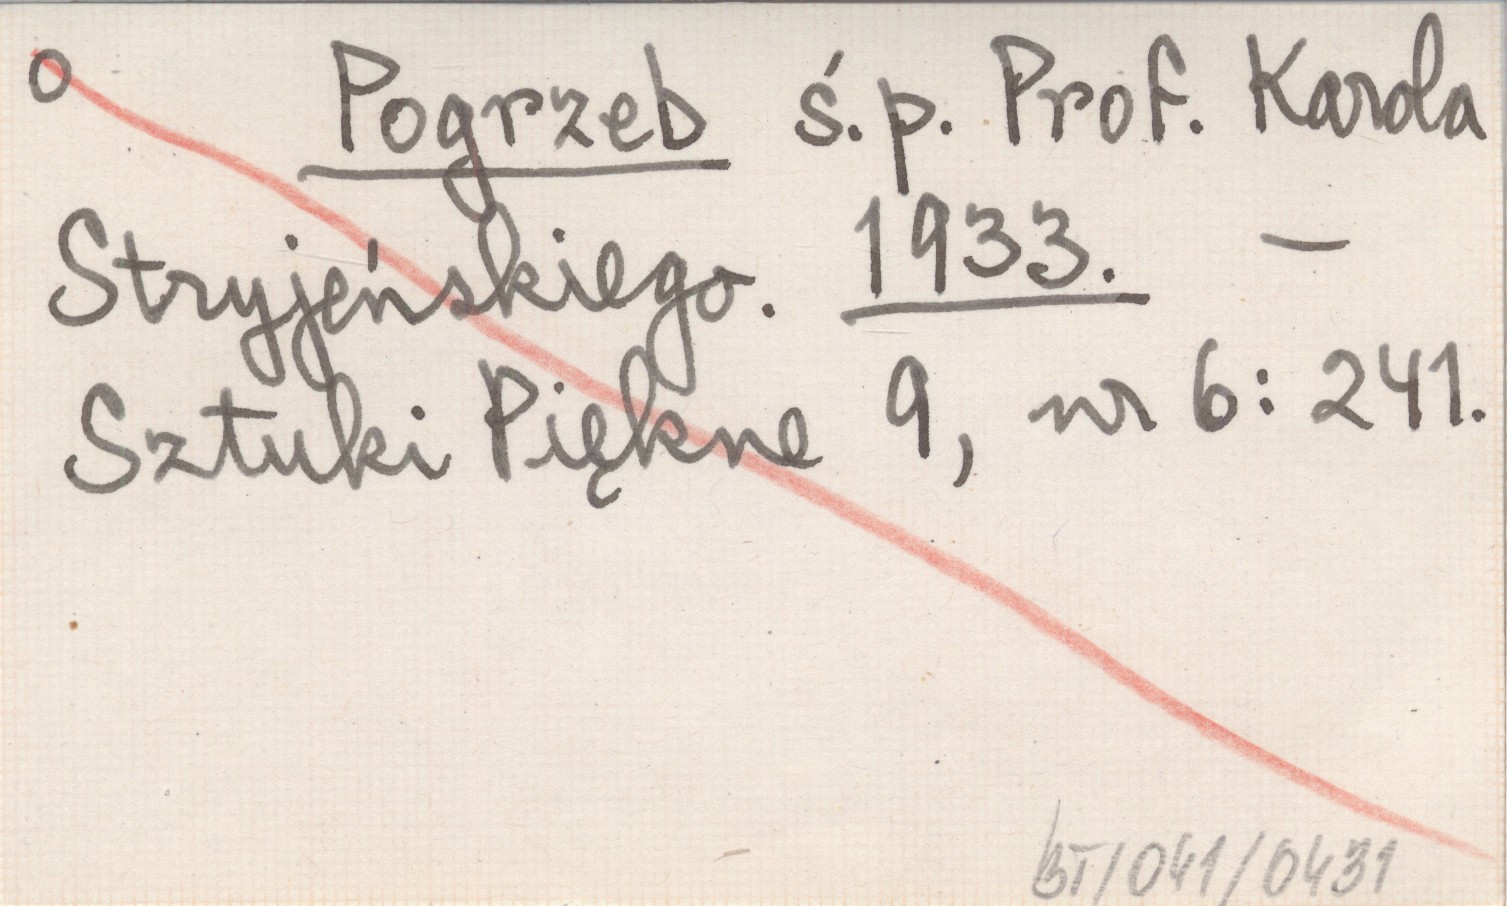 O Pogrzeb ś.p. Prof. Karola
Stryjeńskiego. 1933. —
Sztuki Piękne 9, nr 6: 241.
BT/041/0431